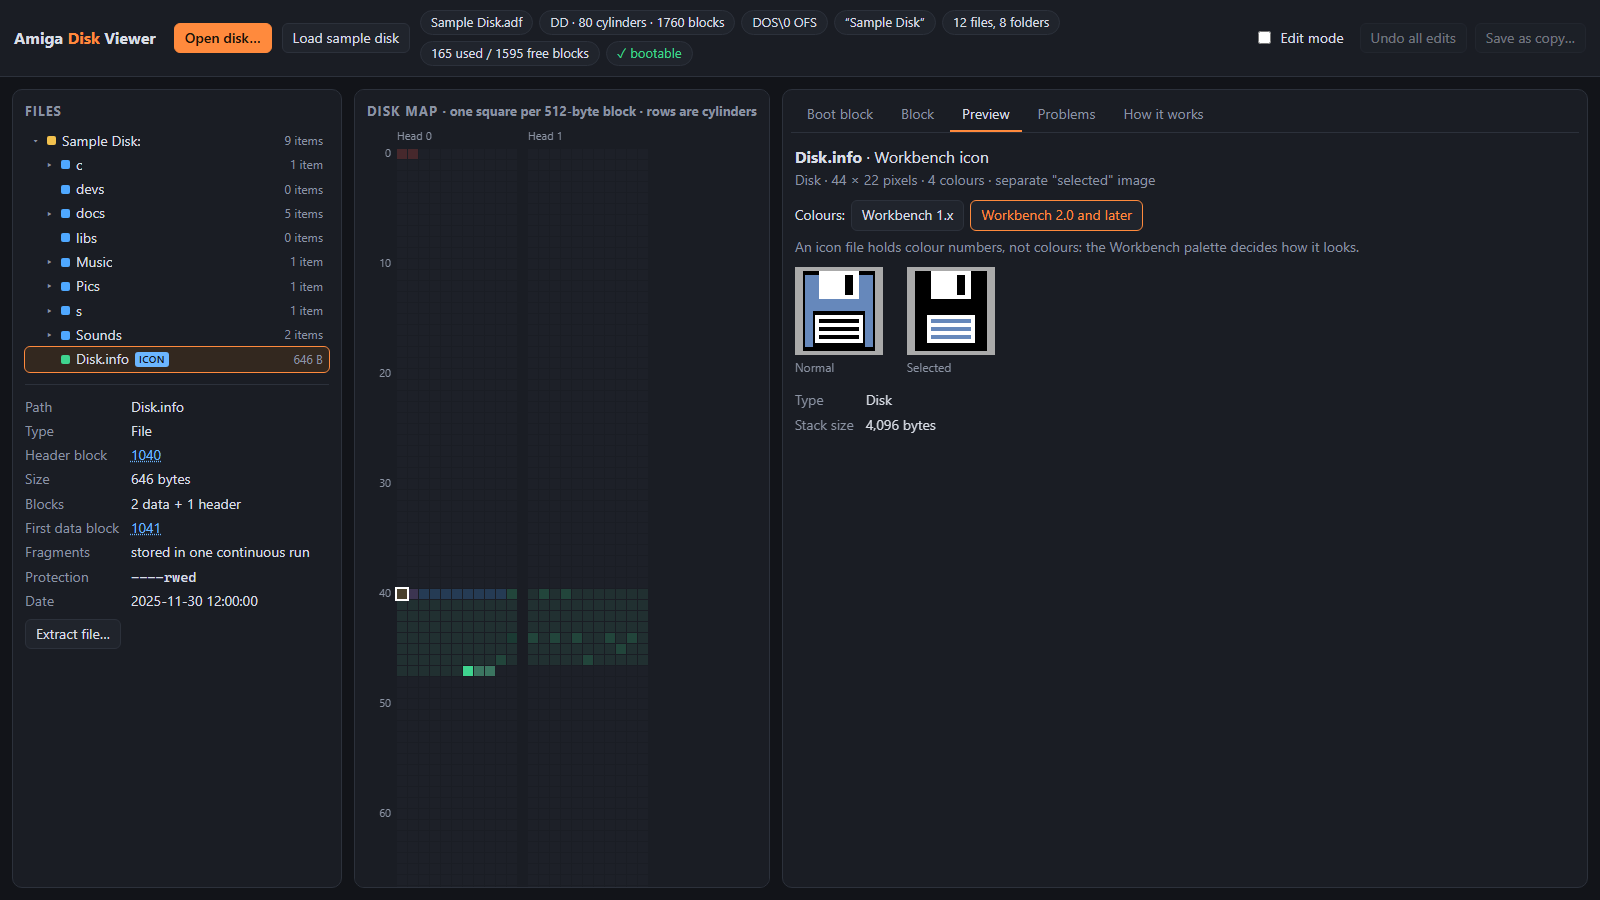 Amiga Disk Viewer
Open disk...
Load sample disk
Sample Disk.adf
DD · 80 cylinders · 1760 blocks
DOS\0 OFS
"Sample Disk"
12 files, 8 folders
165 used / 1595 free blocks
✓ bootable
Edit mode
Undo all edits
Save as copy...
FILES
Sample Disk: 9 items
c 1 item
devs 0 items
docs 5 items
libs 0 items
Music 1 item
Pics 1 item
s 1 item
Sounds 2 items
Disk.info ICON 646 B
Path Disk.info
Type File
Header block 1040
Size 646 bytes
Blocks 2 data + 1 header
First data block 1041
Fragments stored in one continuous run
Protection ----rwed
Date 2025-11-30 12:00:00
Extract file...
DISK MAP · one square per 512-byte block · rows are cylinders
Head 0 Head 1
0
10
20
30
40
50
60
Boot block Block Preview Problems How it works
Disk.info · Workbench icon
Disk · 44 × 22 pixels · 4 colours · separate "selected" image
Colours: Workbench 1.x Workbench 2.0 and later
An icon file holds colour numbers, not colours: the Workbench palette decides how it looks.
Normal Selected
Type Disk
Stack size 4,096 bytes